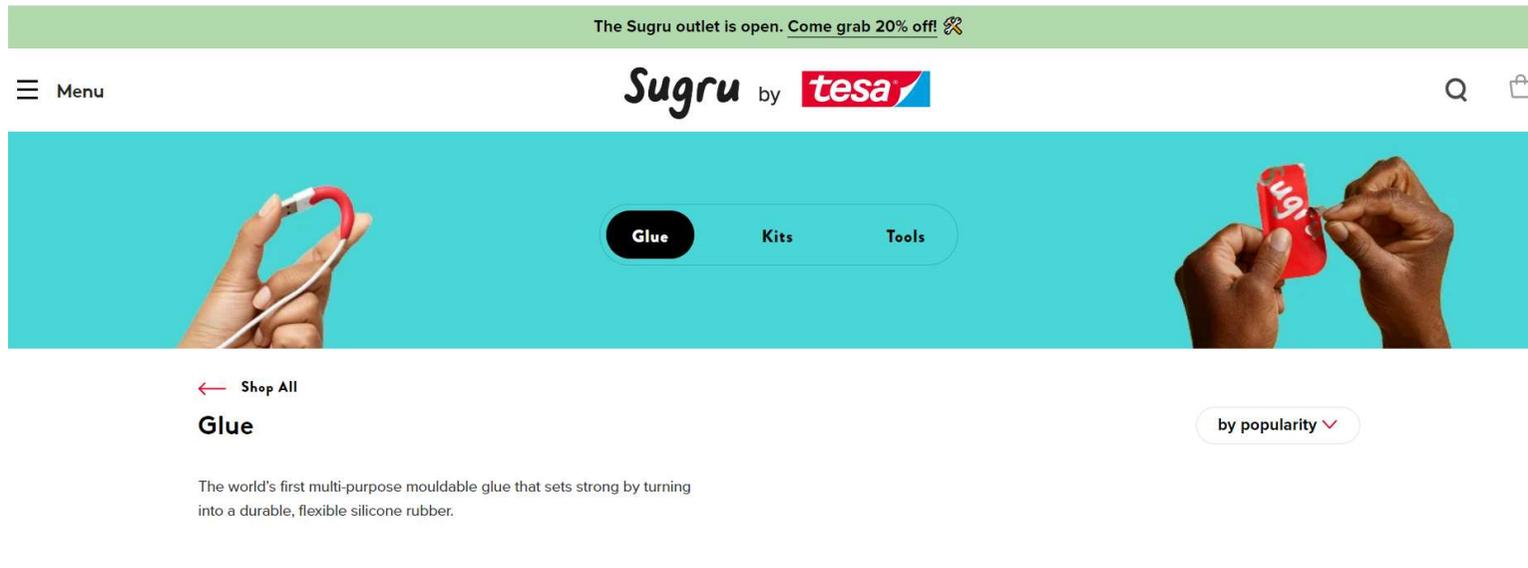 The Sugru outlet is open. Come grab 20% off!
Menu
Sugru by tesa
Sugr
Glue Kits Tools
Shop All
Glue
by popularity
The world's first multi-purpose mouldable glue that sets strong by turning
into a durable, flexible silicone rubber.